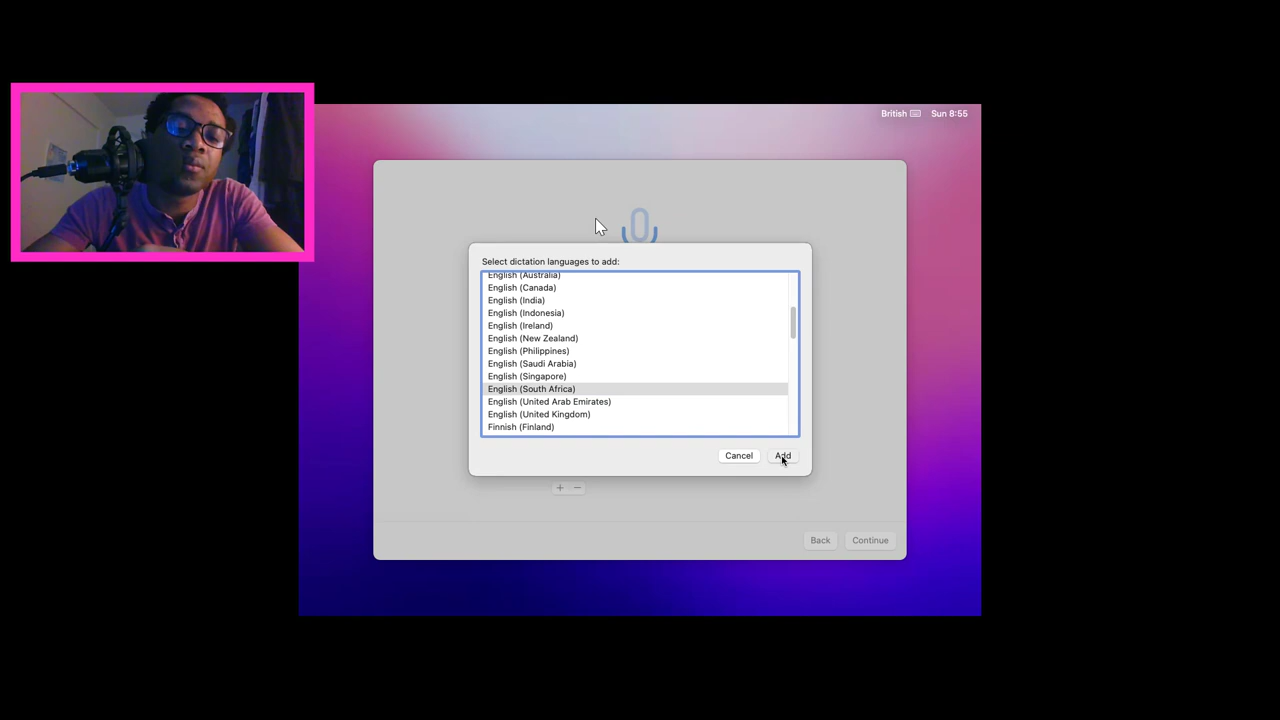 British Sun 8:55
Select dictation languages to add:
English (Australia)
English (Canada)
English (India)
English (Indonesia)
English (Ireland)
English (New Zealand)
English (Philippines)
English (Saudi Arabia)
English (Singapore)
English (South Africa)
English (United Arab Emirates)
English (United Kingdom)
Finnish (Finland)
Cancel Add
+ −
Back Continue